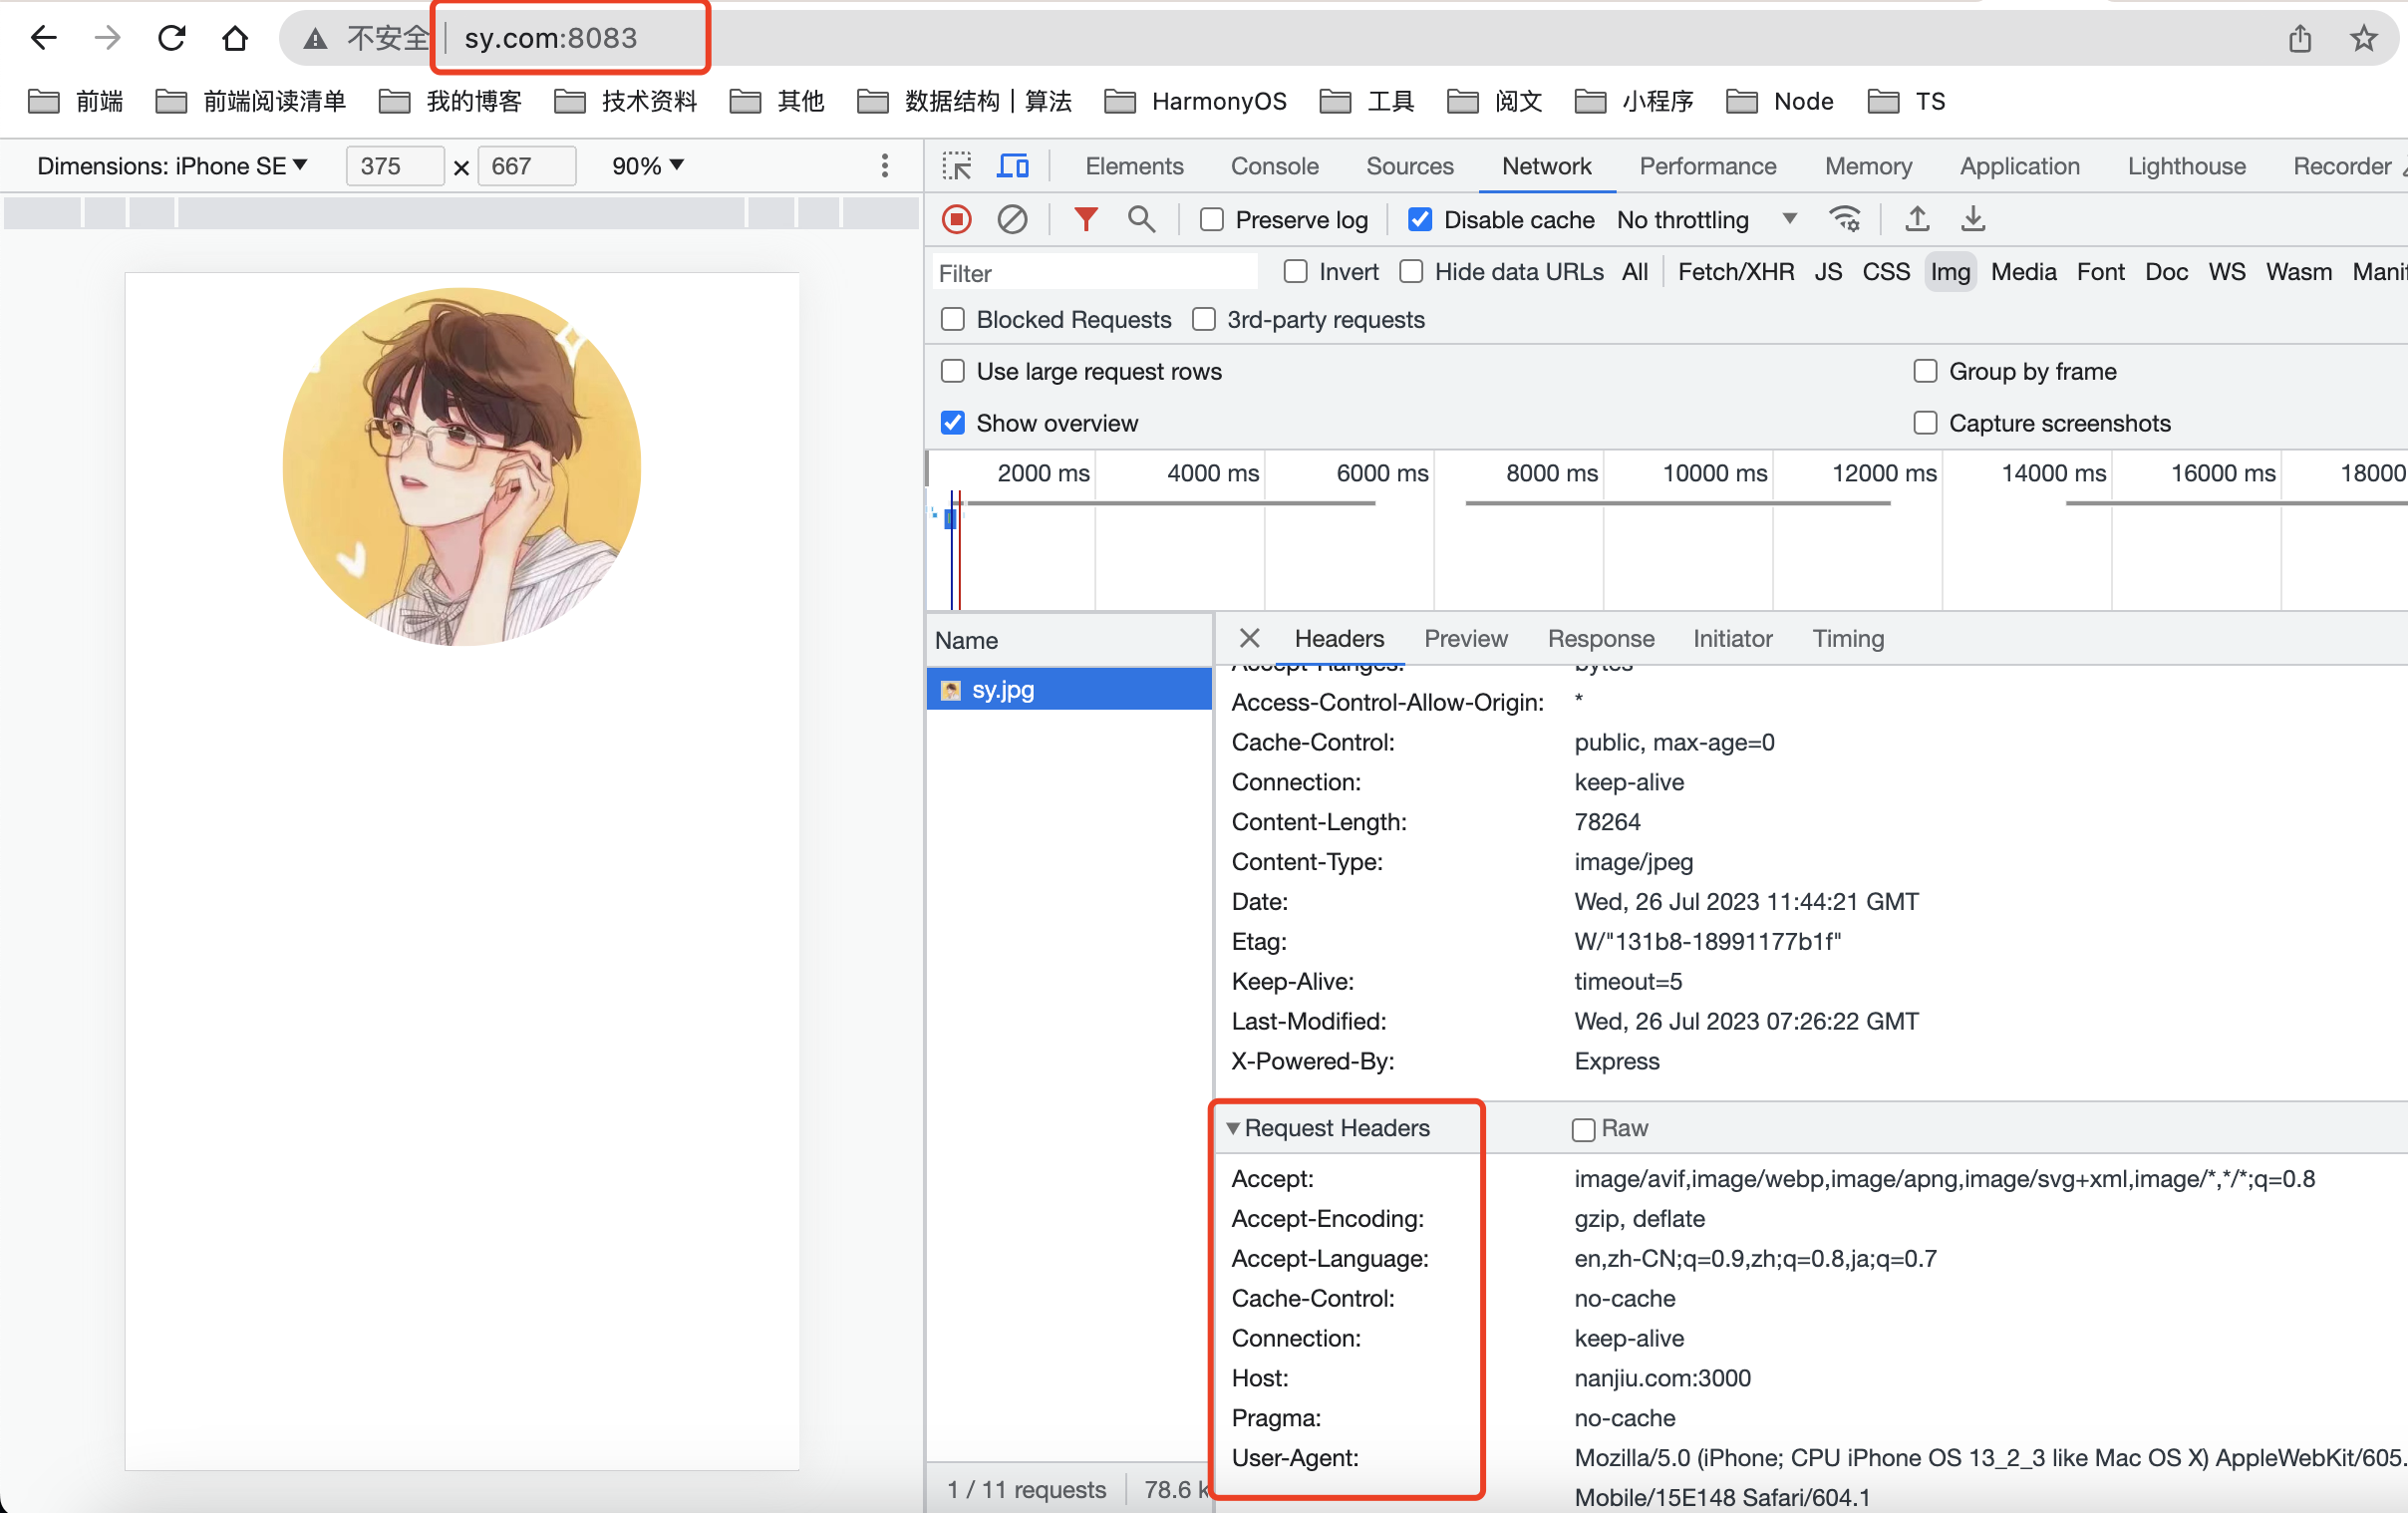 不安全 sy.com:8083
前端 前端阅读清单 我的博客 技术资料 其他 数据结构｜算法 HarmonyOS 工具 阅文 小程序 Node TS
Dimensions: iPhone SE 375 × 667 90%
Elements Console Sources Network Performance Memory Application Lighthouse Recorder
Preserve log Disable cache No throttling
Filter Invert Hide data URLs All Fetch/XHR JS CSS Img Media Font Doc WS Wasm Manif
Blocked Requests 3rd-party requests
Use large request rows Group by frame
Show overview Capture screenshots
2000 ms 4000 ms 6000 ms 8000 ms 10000 ms 12000 ms 14000 ms 16000 ms 18000
Name Headers Preview Response Initiator Timing
sy.jpg
Accept-Ranges: bytes
Access-Control-Allow-Origin: *
Cache-Control: public, max-age=0
Connection: keep-alive
Content-Length: 78264
Content-Type: image/jpeg
Date: Wed, 26 Jul 2023 11:44:21 GMT
Etag: W/"131b8-18991177b1f"
Keep-Alive: timeout=5
Last-Modified: Wed, 26 Jul 2023 07:26:22 GMT
X-Powered-By: Express
Request Headers Raw
Accept: image/avif,image/webp,image/apng,image/svg+xml,image/*,*/*;q=0.8
Accept-Encoding: gzip, deflate
Accept-Language: en,zh-CN;q=0.9,zh;q=0.8,ja;q=0.7
Cache-Control: no-cache
Connection: keep-alive
Host: nanjiu.com:3000
Pragma: no-cache
User-Agent: Mozilla/5.0 (iPhone; CPU iPhone OS 13_2_3 like Mac OS X) AppleWebKit/605.
Mobile/15E148 Safari/604.1
1 / 11 requests 78.6 k